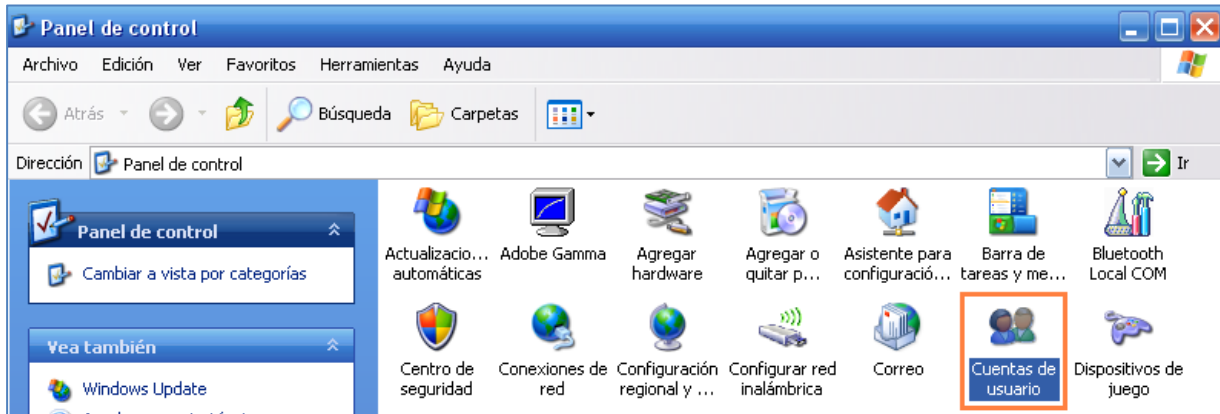 Panel de control
Archivo Edición Ver Favoritos Herramientas Ayuda
Atrás Búsqueda Carpetas
Dirección Panel de control Ir
Panel de control
Cambiar a vista por categorías
Vea también
Windows Update
Actualizacio... automáticas
Adobe Gamma
Agregar hardware
Agregar o quitar p...
Asistente para configuració...
Barra de tareas y me...
Bluetooth Local COM
Centro de seguridad
Conexiones de red
Configuración regional y ...
Configurar red inalámbrica
Correo
Cuentas de usuario
Dispositivos de juego